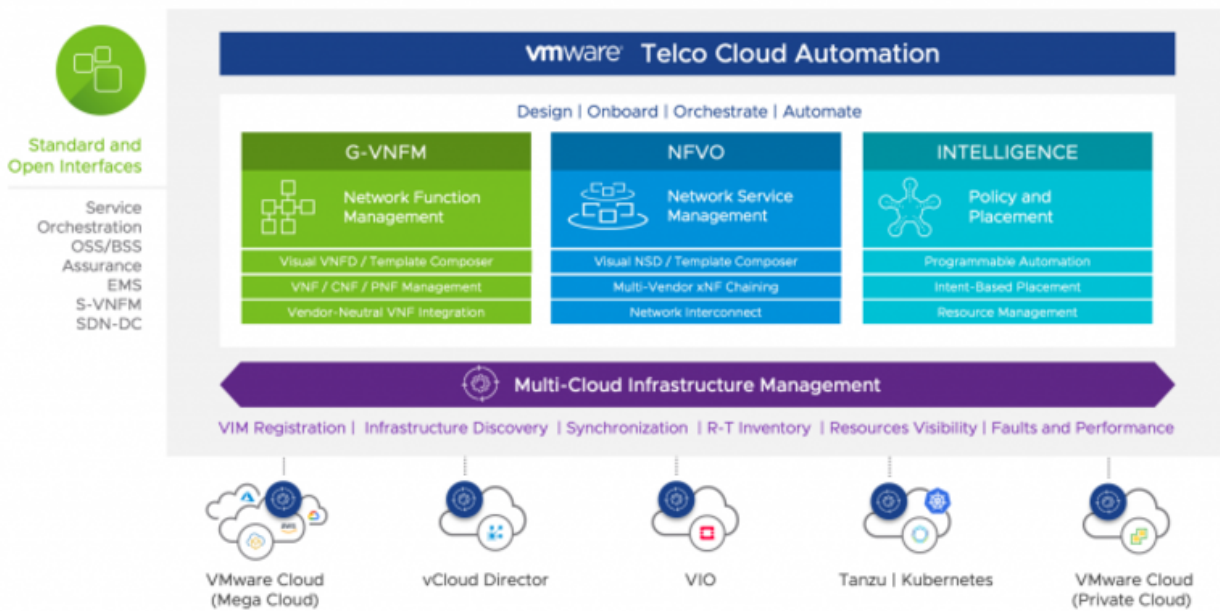 vmware® Telco Cloud Automation
Standard and
Open Interfaces
Service
Orchestration
OSS/BSS
Assurance
EMS
S-VNFM
SDN-DC
Design | Onboard | Orchestrate | Automate
G-VNFM
Network Function
Management
Visual VNFD / Template Composer
VNF / CNF / PNF Management
Vendor-Neutral VNF Integration
NFVO
Network Service
Management
Visual NSD / Template Composer
Multi-Vendor xNF Chaining
Network Interconnect
INTELLIGENCE
Policy and
Placement
Programmable Automation
Intent-Based Placement
Resource Management
Multi-Cloud Infrastructure Management
VIM Registration | Infrastructure Discovery | Synchronization | R-T Inventory | Resources Visibility | Faults and Performance
aws
VMware Cloud
(Mega Cloud)
vCloud Director
VIO
Tanzu | Kubernetes
VMware Cloud
(Private Cloud)